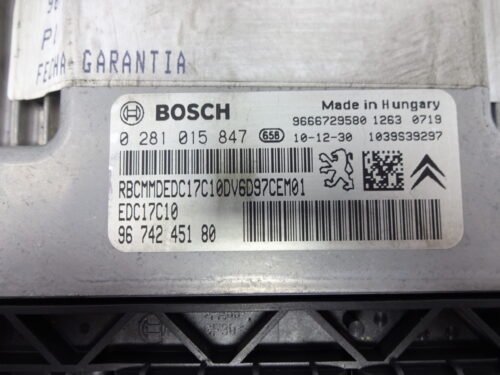 FECHA GARANTIA
BOSCH
Made in Hungary
9666729580 1263 0719
0 281 015 847 658 10-12-30 1039S39297
RBCMMDEDC17C10DV6D97CEM01
EDC17C10
96 742 451 80